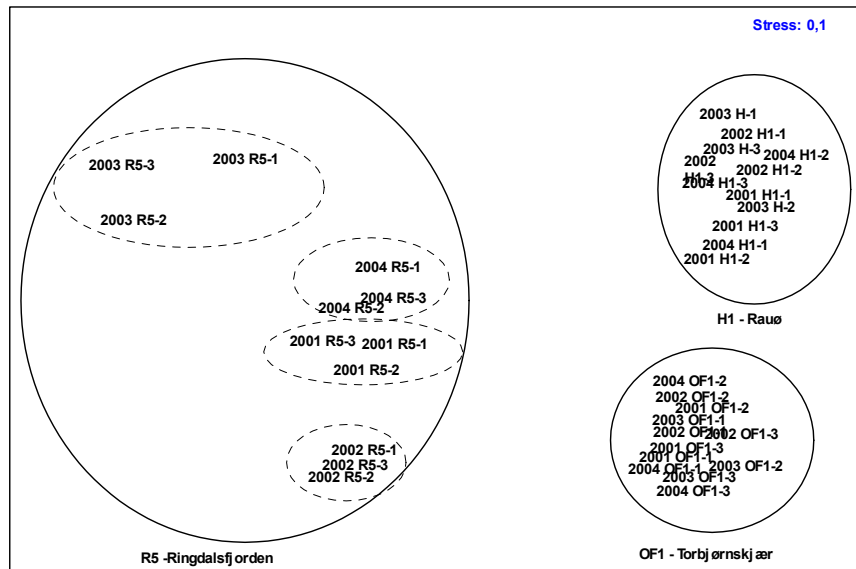 Stress: 0,1
2003 R5-3
2003 R5-1
2003 R5-2
2004 R5-1
2004 R5-3
2004 R5-2
2001 R5-3
2001 R5-1
2001 R5-2
2002 R5-1
2002 R5-3
2002 R5-2
R5 -Ringdalsfjorden
2003 H-1
2002 H1-1
2003 H-3
2004 H1-2
2002
H1-3
2002 H1-2
2004 H1-3
2001 H1-1
2003 H-2
2001 H1-3
2004 H1-1
2001 H1-2
H1 - Rauø
2004 OF1-2
2002 OF1-2
2001 OF1-2
2003 OF1-1
2002 OF1-1
2002 OF1-3
2001 OF1-3
2001 OF1-1
2004 OF1-1
2003 OF1-2
2003 OF1-3
2004 OF1-3
OF1 - Torbjørnskjær